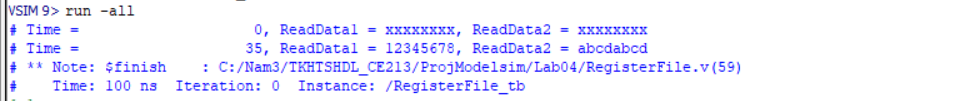 VSIM 9> run -all
# Time =                    0, ReadData1 = xxxxxxxx, ReadData2 = xxxxxxxx
# Time =                   35, ReadData1 = 12345678, ReadData2 = abcdabcd
# ** Note: $finish    : C:/Nam3/TKHTSHDL_CE213/ProjModelsim/Lab04/RegisterFile.v(59)
#    Time: 100 ns  Iteration: 0  Instance: /RegisterFile_tb